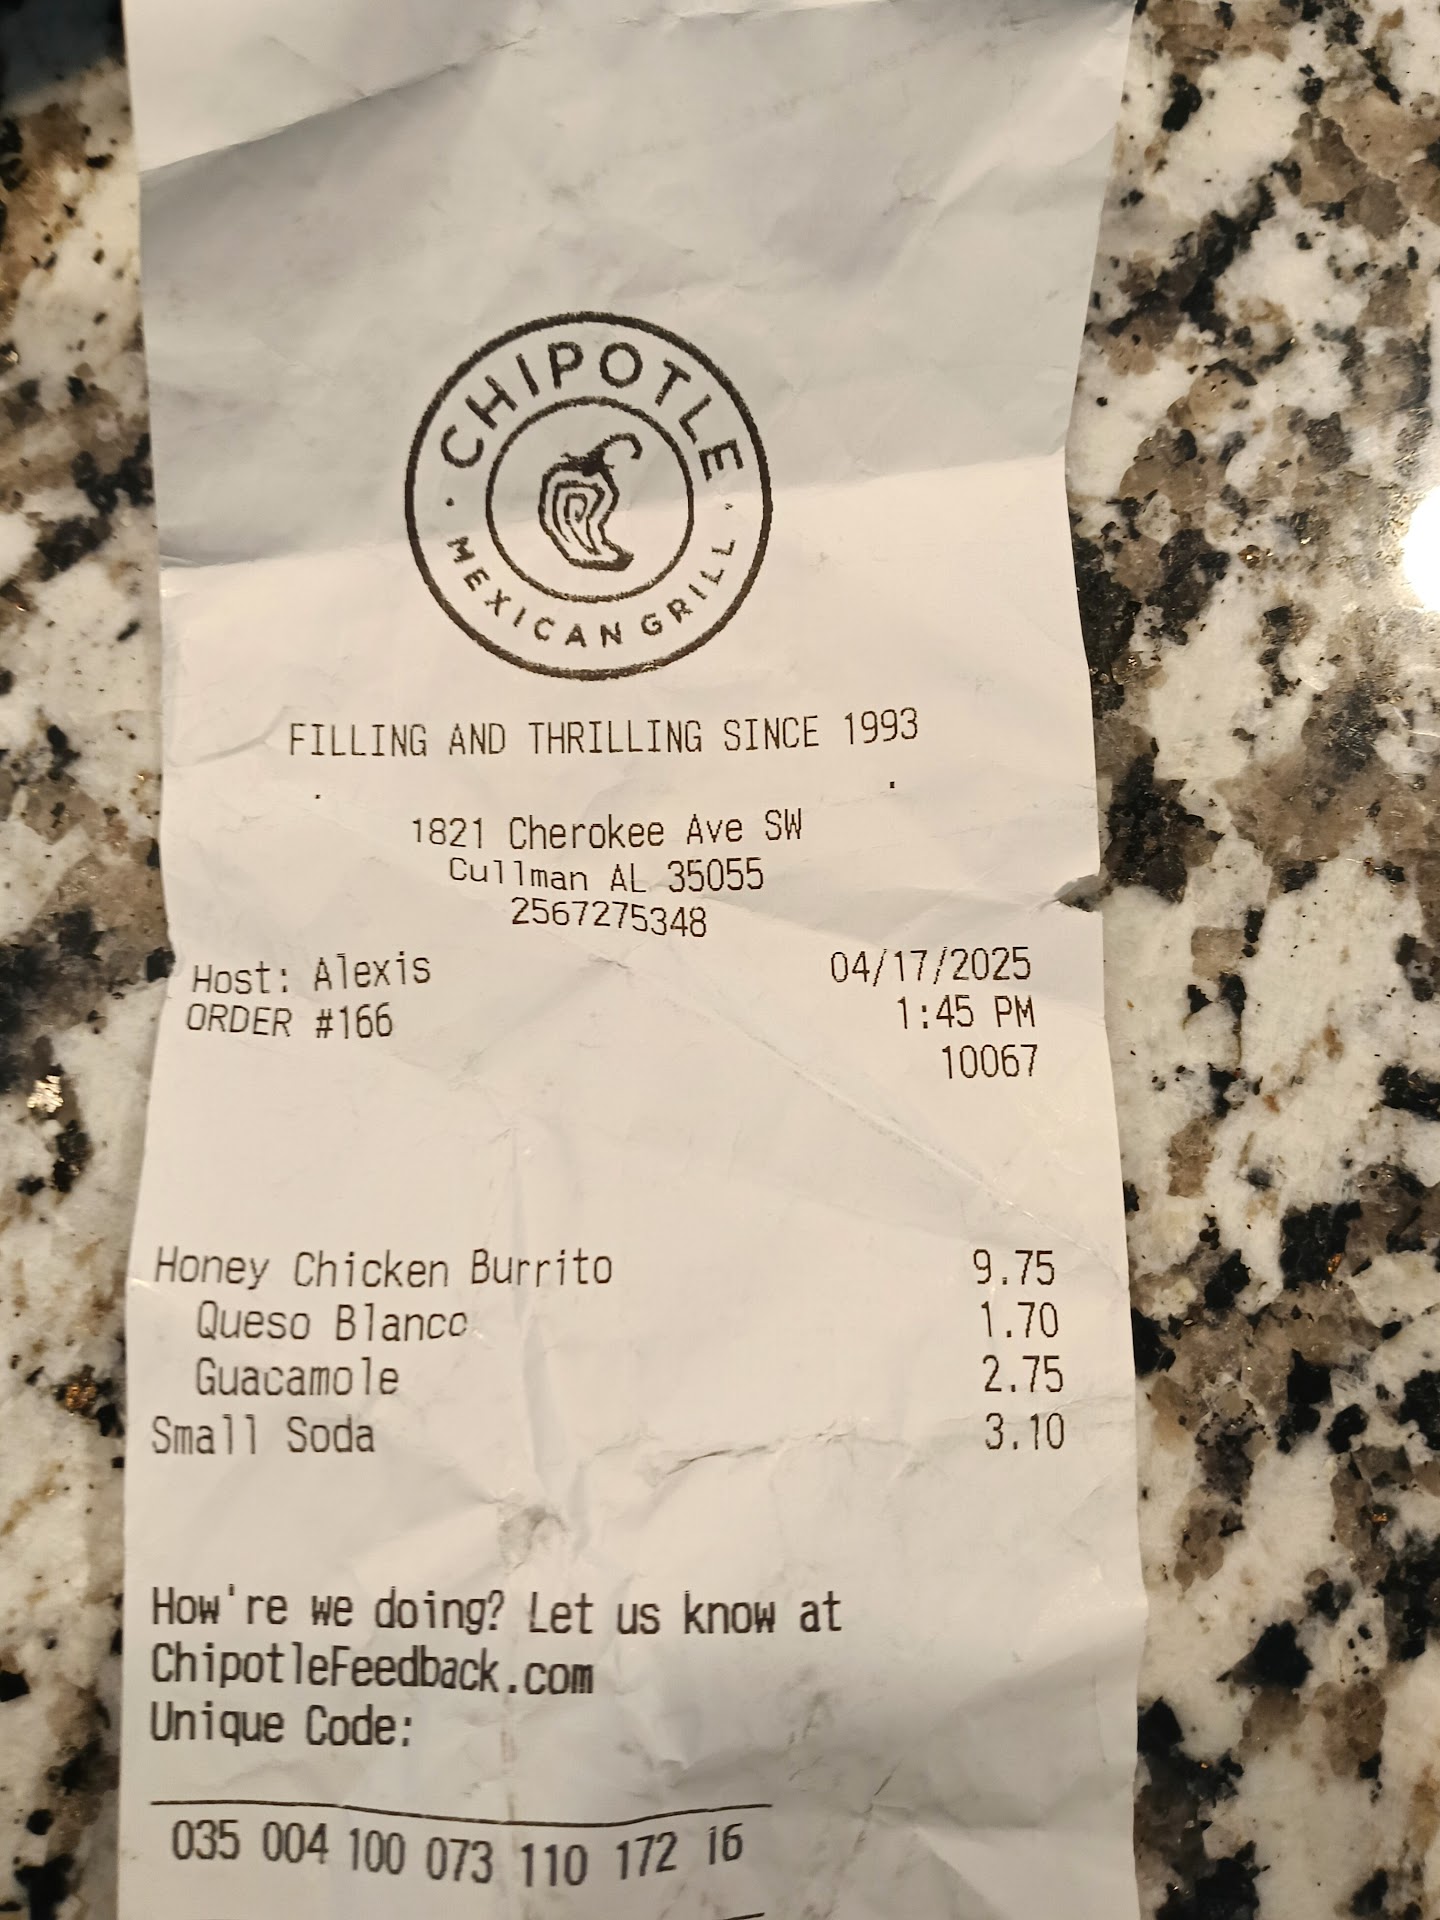 CHIPOTLE
MEXICAN GRILL
FILLING AND THRILLING SINCE 1993
1821 Cherokee Ave SW
Cullman AL 35055
2567275348
Host: Alexis 04/17/2025
ORDER #166 1:45 PM
10067
Honey Chicken Burrito 9.75
Queso Blanco 1.70
Guacamole 2.75
Small Soda 3.10
How're we doing? Let us know at
ChipotleFeedback.com
Unique Code:
035 004 100 073 110 172 16